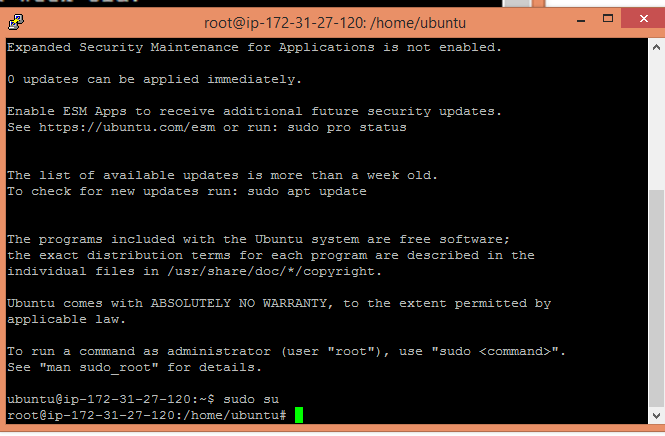 root@ip-172-31-27-120: /home/ubuntu
Expanded Security Maintenance for Applications is not enabled.
0 updates can be applied immediately.
Enable ESM Apps to receive additional future security updates.
See https://ubuntu.com/esm or run: sudo pro status
The list of available updates is more than a week old.
To check for new updates run: sudo apt update
The programs included with the Ubuntu system are free software;
the exact distribution terms for each program are described in the
individual files in /usr/share/doc/*/copyright.
Ubuntu comes with ABSOLUTELY NO WARRANTY, to the extent permitted by
applicable law.
To run a command as administrator (user "root"), use "sudo <command>".
See "man sudo_root" for details.
ubuntu@ip-172-31-27-120:~$ sudo su
root@ip-172-31-27-120:/home/ubuntu#